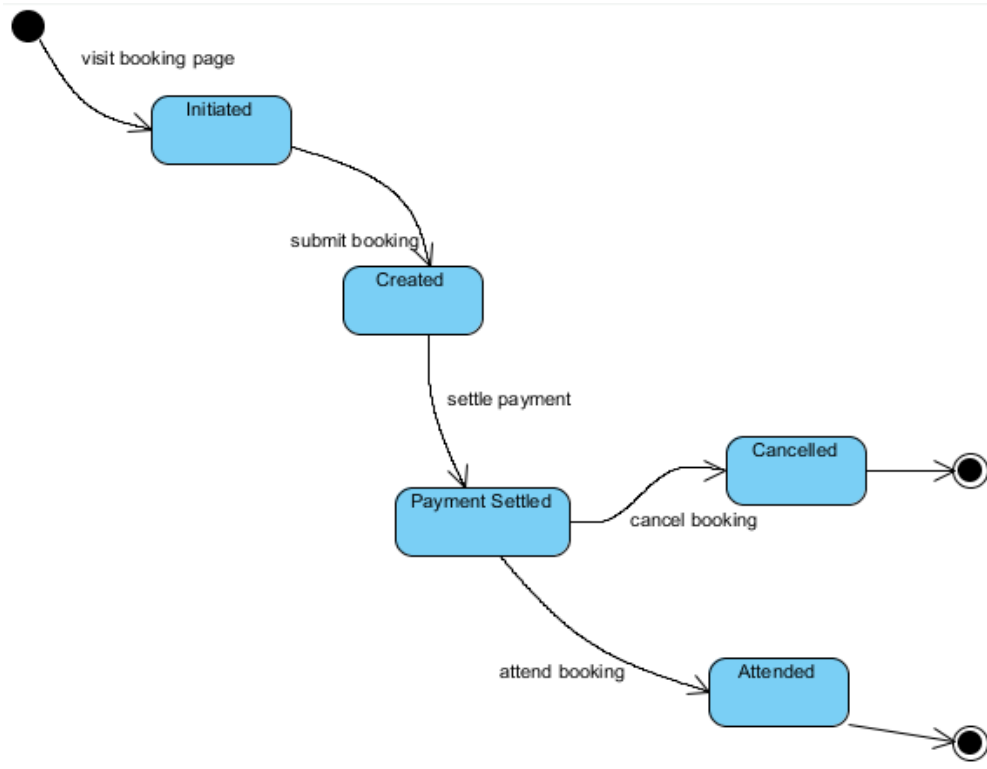 visit booking page
Initiated
submit booking
Created
settle payment
Payment Settled
Cancelled
cancel booking
attend booking
Attended